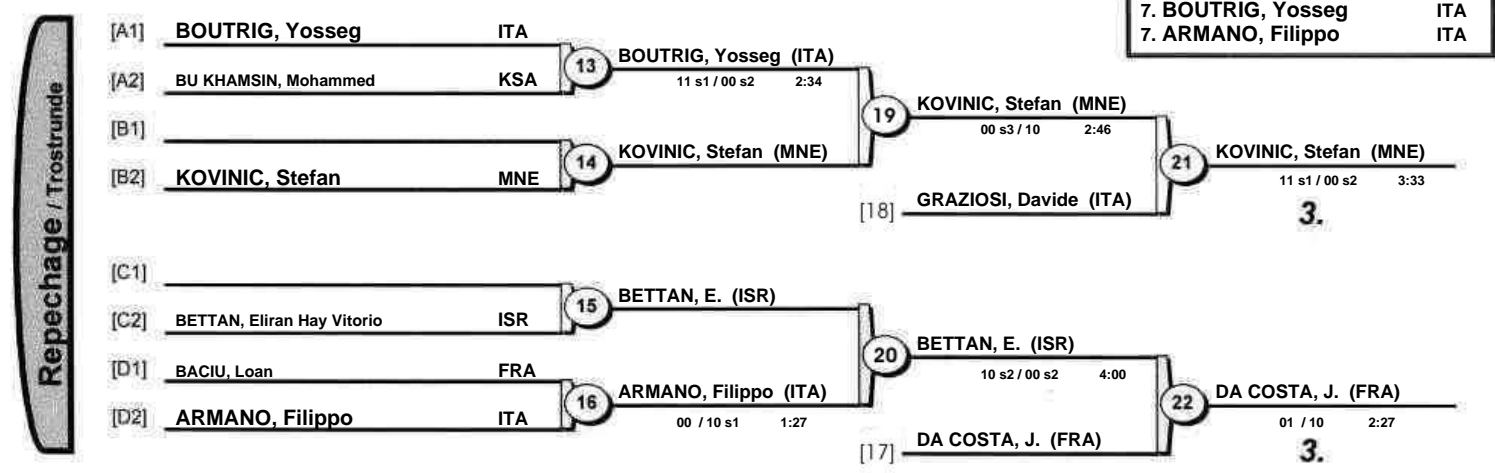 7. BOUTRIG, Yosseg ITA
7. ARMANO, Filippo ITA
Repechage / Trostrunde
[A1] BOUTRIG, Yosseg ITA
13 BOUTRIG, Yosseg (ITA)
[A2] BU KHAMSIN, Mohammed KSA
11 s1 / 00 s2 2:34
19 KOVINIC, Stefan (MNE)
00 s3 / 10 2:46
[B1]
14 KOVINIC, Stefan (MNE)
[B2] KOVINIC, Stefan MNE
21 KOVINIC, Stefan (MNE)
11 s1 / 00 s2 3:33
[18] GRAZIOSI, Davide (ITA)
3.
[C1]
15 BETTAN, E. (ISR)
[C2] BETTAN, Eliran Hay Vitorio ISR
20 BETTAN, E. (ISR)
10 s2 / 00 s2 4:00
[D1] BACIU, Loan FRA
16 ARMANO, Filippo (ITA)
00 / 10 s1 1:27
[D2] ARMANO, Filippo ITA
22 DA COSTA, J. (FRA)
01 / 10 2:27
[17] DA COSTA, J. (FRA)
3.